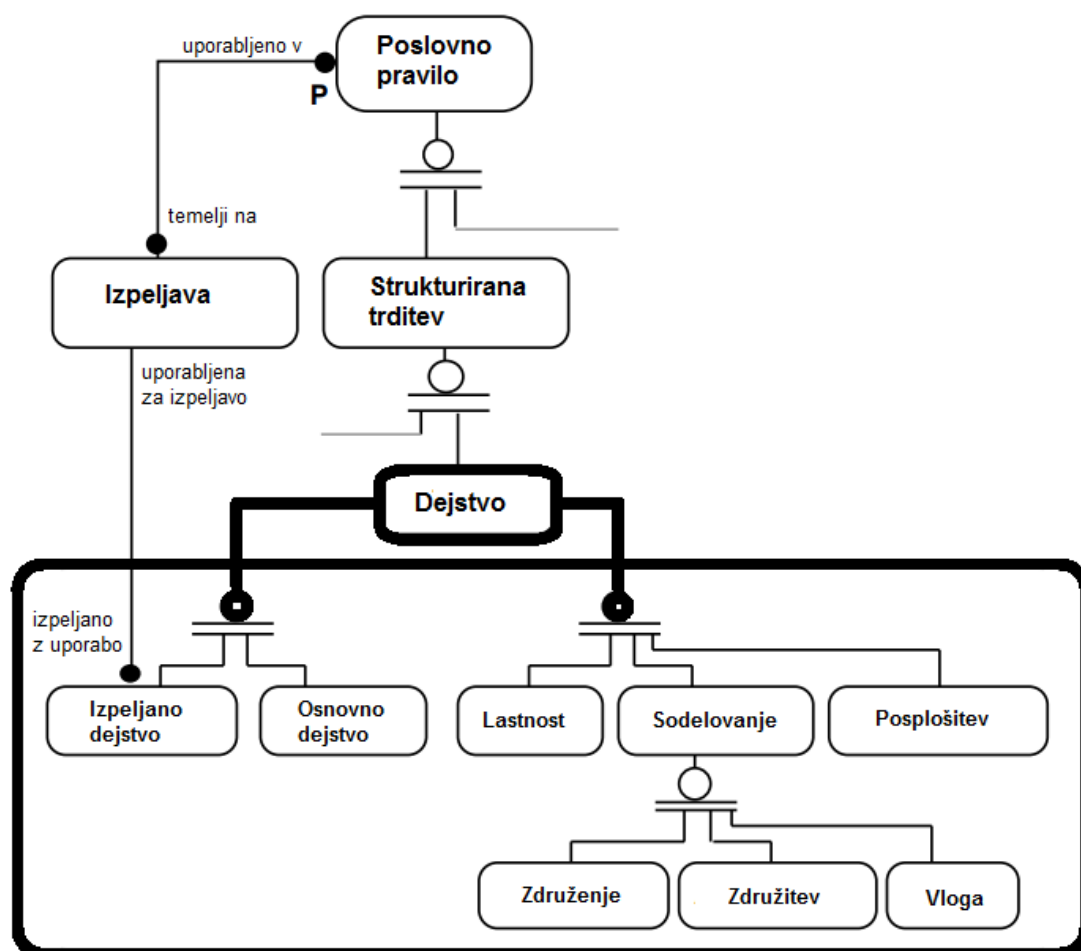 uporabljeno v
Poslovno
pravilo
P
temelji na
Izpeljava
Strukturirana
trditev
uporabljena
za izpeljavo
Dejstvo
izpeljano
z uporabo
Izpeljano
dejstvo
Osnovno
dejstvo
Lastnost
Sodelovanje
Posplošitev
Združenje
Združitev
Vloga